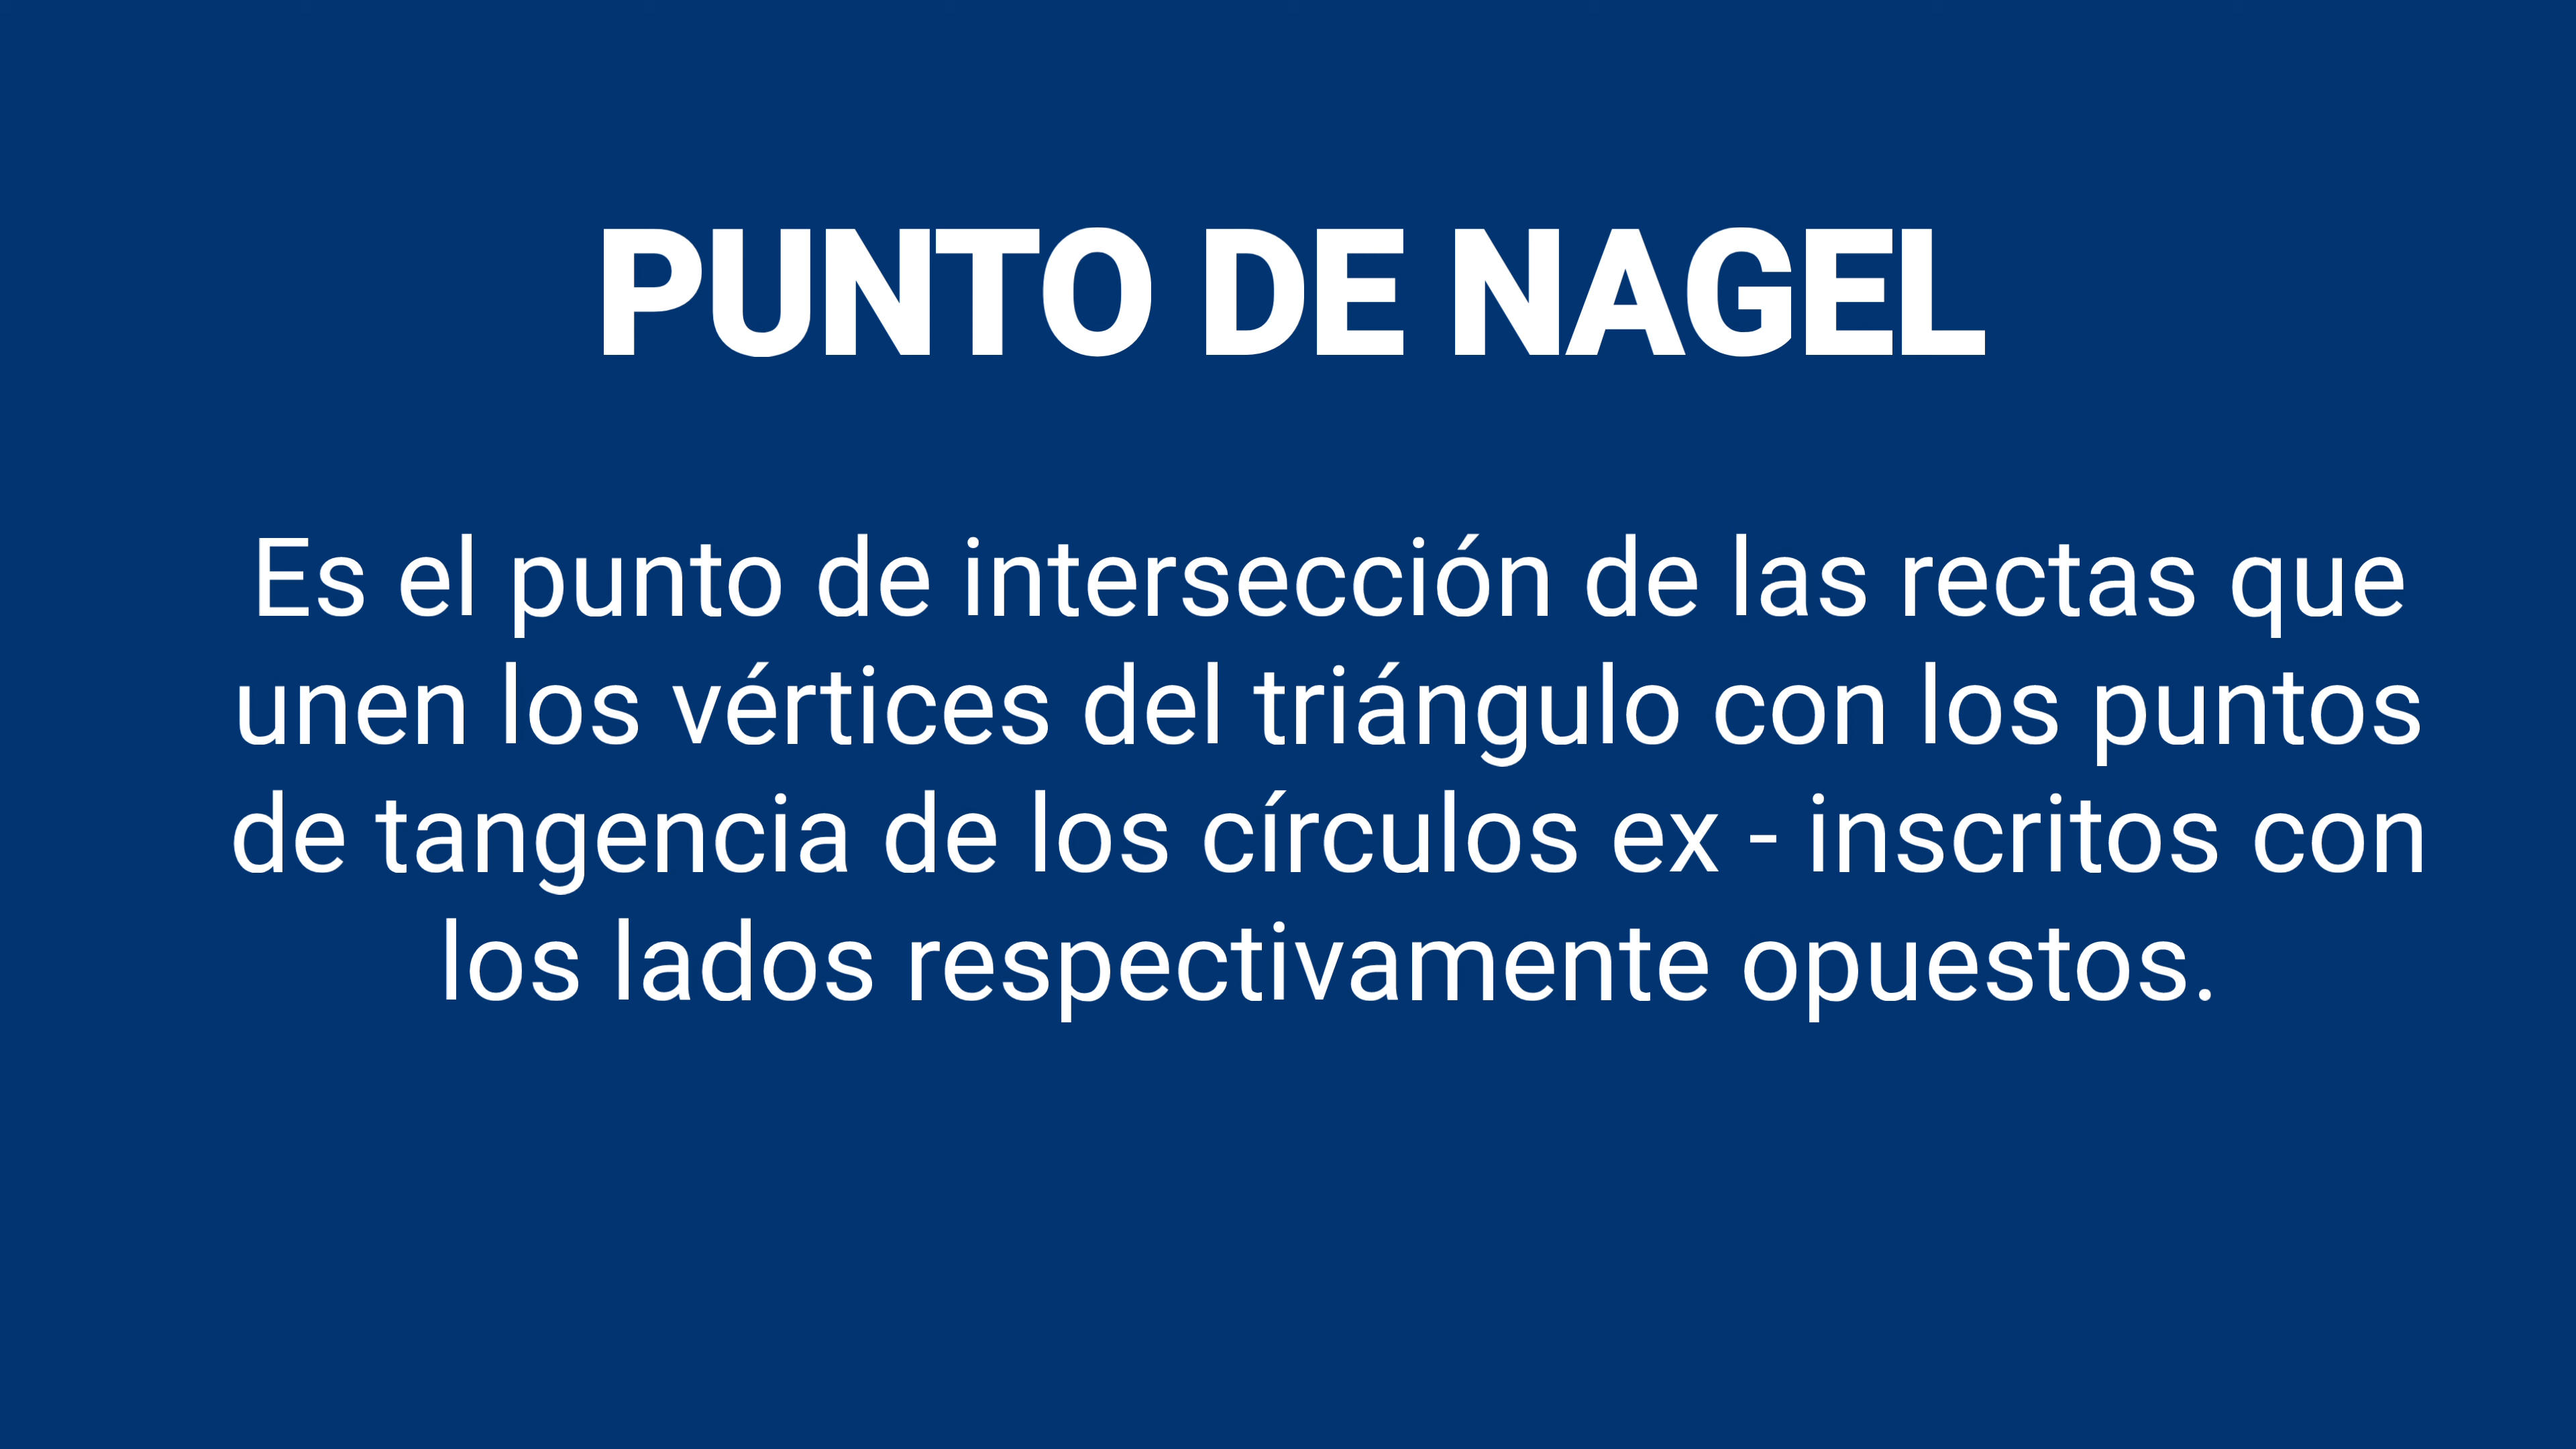 PUNTO DE NAGEL
Es el punto de intersección de las rectas que
unen los vértices del triángulo con los puntos
de tangencia de los círculos ex - inscritos con
los lados respectivamente opuestos.